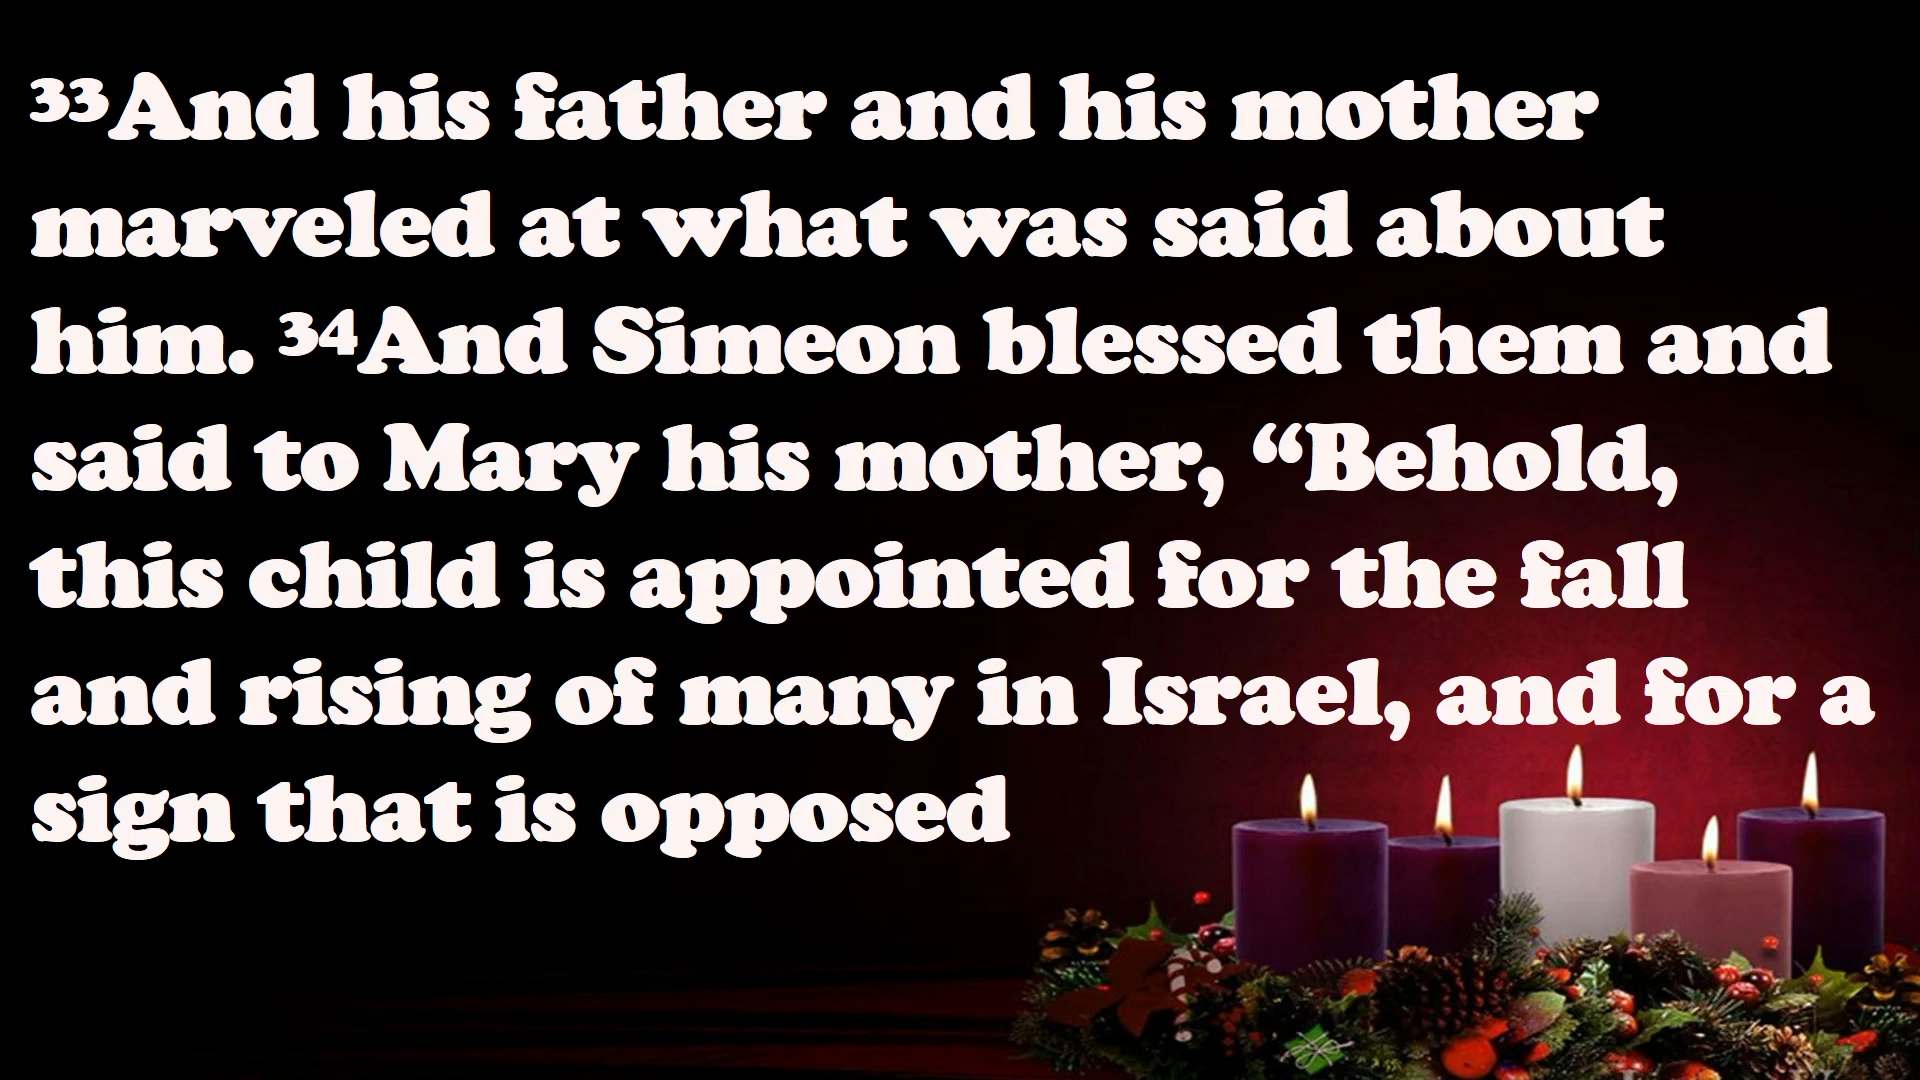 ³³And his father and his mother
marveled at what was said about
him. ³⁴And Simeon blessed them and
said to Mary his mother, “Behold,
this child is appointed for the fall
and rising of many in Israel, and for a
sign that is opposed